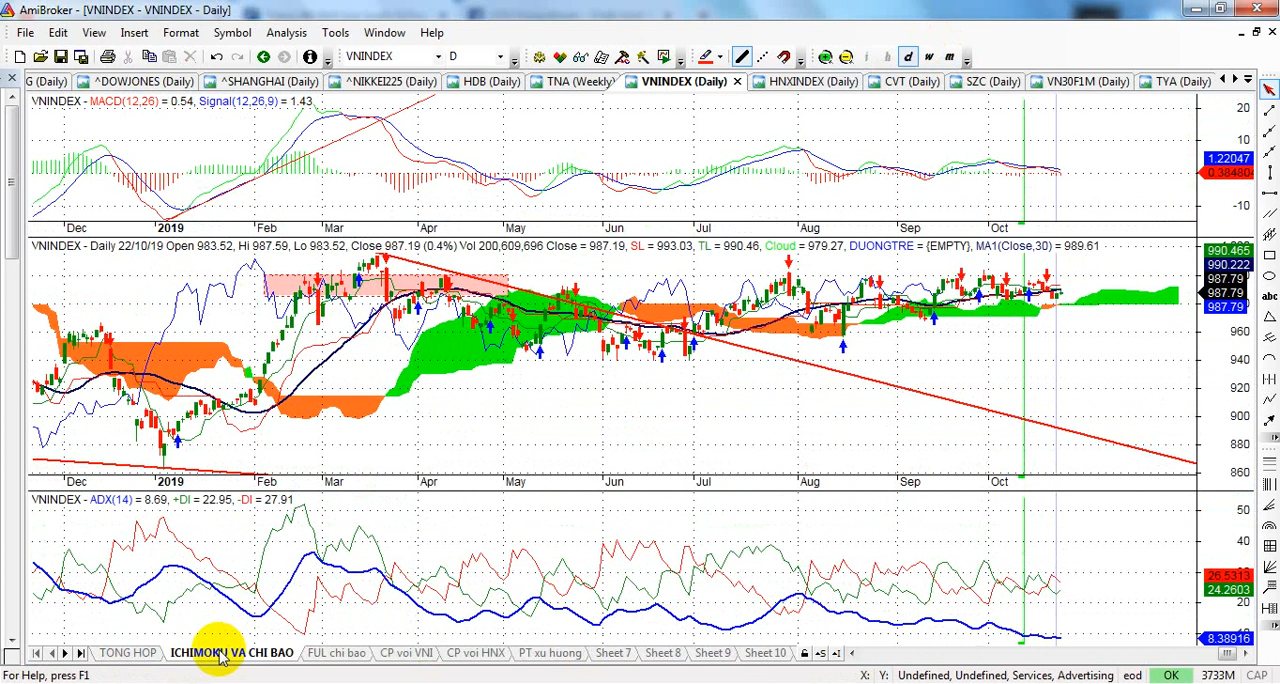 AmiBroker - [VNINDEX - VNINDEX - Daily]
File Edit View Insert Format Symbol Analysis Tools Window Help
VNINDEX D d w m
G (Daily) ^DOWJONES (Daily) ^SHANGHAI (Daily) ^NIKKEI225 (Daily) HDB (Daily) TNA (Weekly) VNINDEX (Daily) HNXINDEX (Daily) CVT (Daily) SZC (Daily) VN30F1M (Daily) TYA (Daily)
VNINDEX - MACD(12,26) = 0.54, Signal(12,26,9) = 1.43
20
10
1.22047
0.38480
-10
Dec 2019 Feb Mar Apr May Jun Jul Aug Sep Oct
VNINDEX - Daily 22/10/19 Open 983.52, Hi 987.59, Lo 983.52, Close 987.19 (0.4%) Vol 200,609,696 Close = 987.19, SL = 993.03, TL = 990.46, Cloud = 979.27, DUONGTRE = {EMPTY}, MA1(Close,30) = 989.61
990.465
990.222
987.79
987.79
987.79
960
940
920
900
880
860
Dec 2019 Feb Mar Apr May Jun Jul Aug Sep Oct
VNINDEX - ADX(14) = 8.69, +DI = 22.95, -DI = 27.91
50
40
26.5313
24.2603
20
8.38916
TONG HOP ICHIMOKU VA CHI BAO FUL chi bao CP voi VNI CP voi HNX PT xu huong Sheet 7 Sheet 8 Sheet 9 Sheet 10
For Help, press F1 X: Y: Undefined, Undefined, Services, Advertising eod OK 3733M CAP
abc